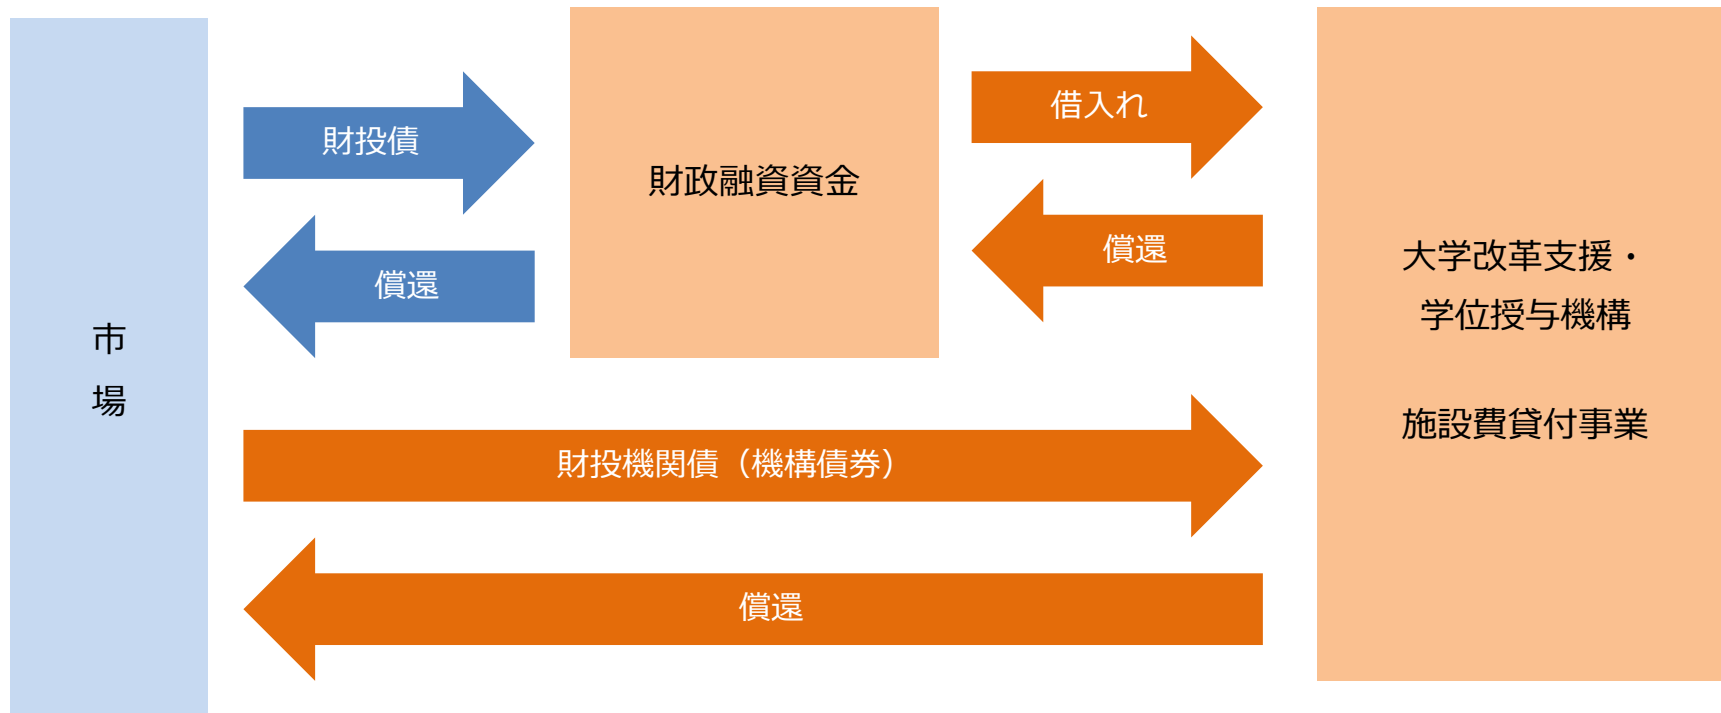 市
場
財投債
償還
財政融資資金
借入れ
償還
財投機関債（機構債券）
償還
大学改革支援・
学位授与機構
施設費貸付事業